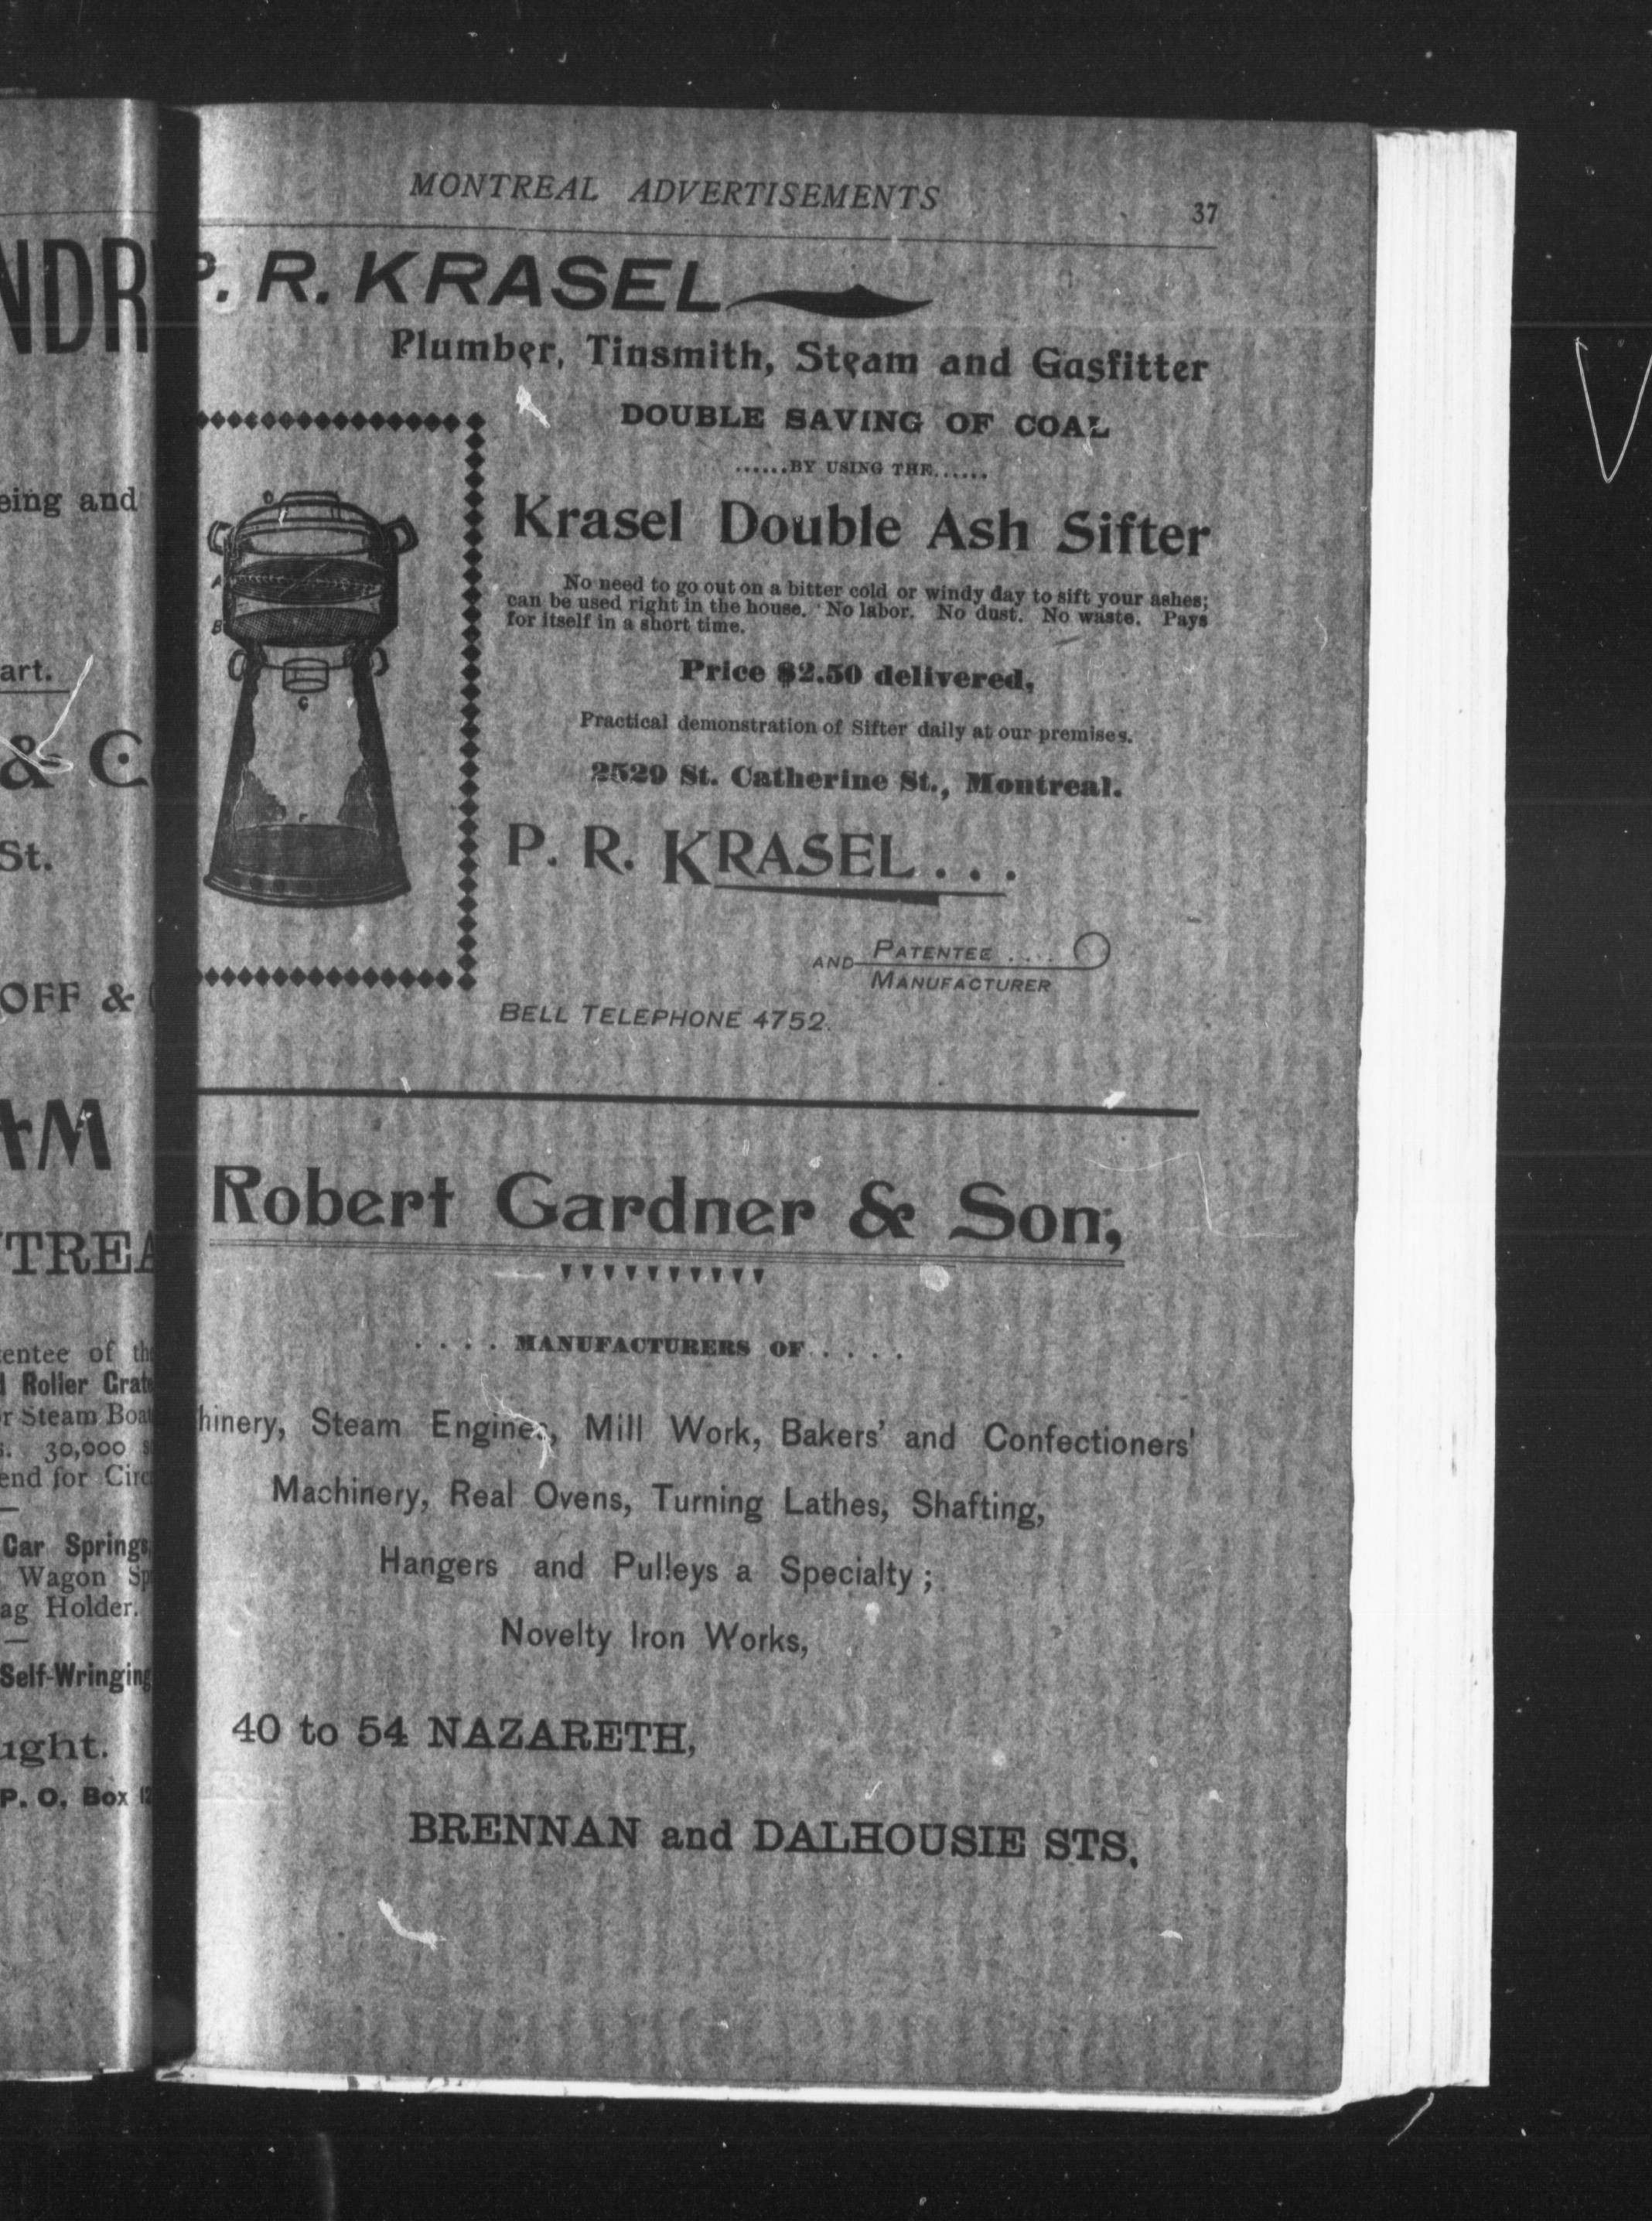 NDR
eing and
art.
& C
St.
OFF &
AM
TREA
entee of th
Roller Grat
r Steam Boat
s. 30,000
end for Circ
Car Springs
Wagon Sp
ag Holder.
Self-Wringing
ught.
P. O. Box 12
MONTREAL ADVERTISEMENTS 37
P. R. KRASEL
Plumber, Tinsmith, Steam and Gasfitter
DOUBLE SAVING OF COAL
......BY USING THE......
Krasel Double Ash Sifter
No need to go out on a bitter cold or windy day to sift your ashes;
can be used right in the house. No labor. No dust. No waste. Pays
for itself in a short time.
Price $2.50 delivered,
Practical demonstration of Sifter daily at our premises.
2529 St. Catherine St., Montreal.
P. R. KRASEL...
PATENTEE ....
AND
MANUFACTURER
BELL TELEPHONE 4752.
D
A
B
C
F
Robert Gardner & Son,
. . . . MANUFACTURERS OF . . . . .
hinery, Steam Engines, Mill Work, Bakers' and Confectioners'
Machinery, Real Ovens, Turning Lathes, Shafting,
Hangers and Pulleys a Specialty ;
Novelty Iron Works,
40 to 54 NAZARETH,
BRENNAN and DALHOUSIE STS.